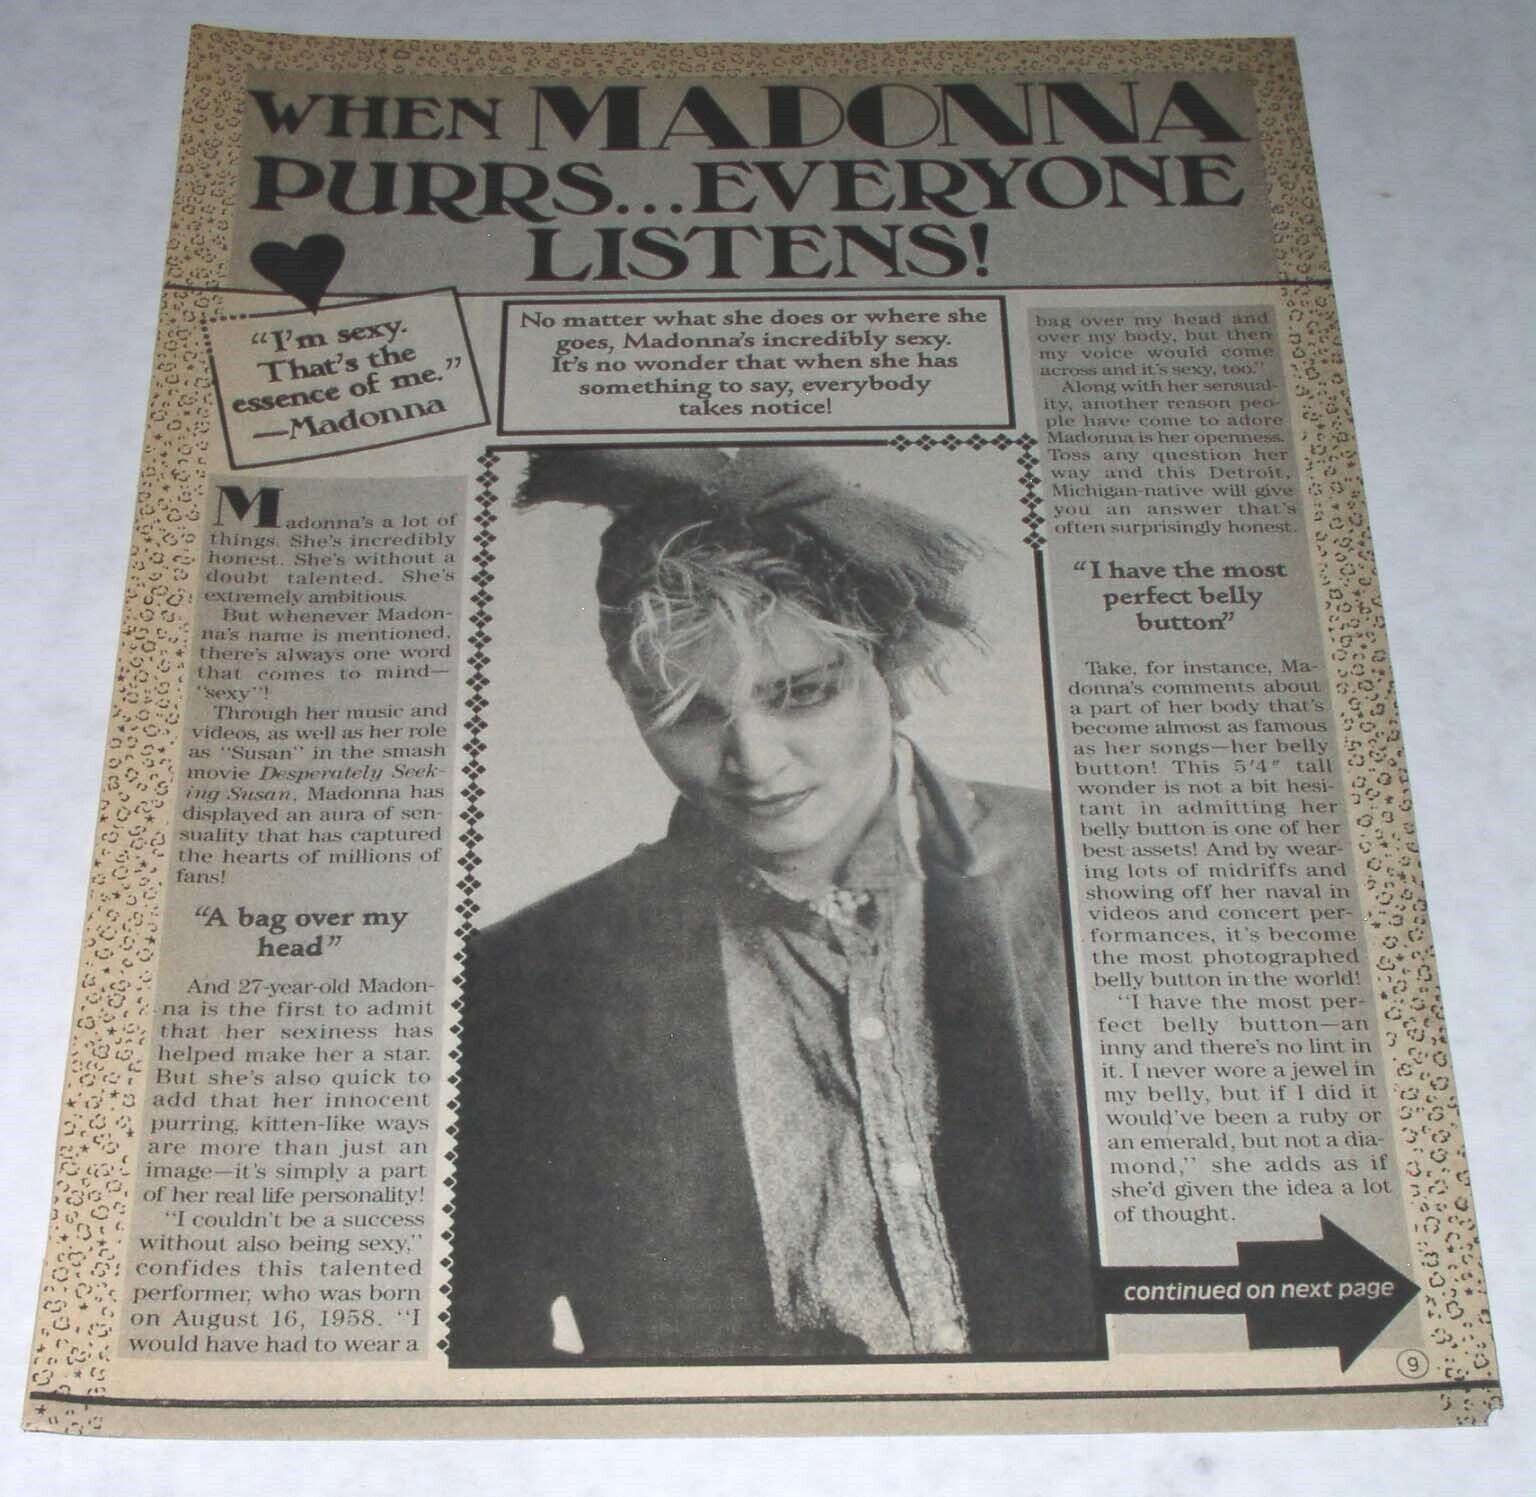 WHEN MADONNA
PURRS...EVERYONE
LISTENS!
“I'm sexy.
That's the
essence of me.”
—Madonna
No matter what she does or where she
goes, Madonna's incredibly sexy.
It's no wonder that when she has
something to say, everybody
takes notice!
Madonna's a lot of
things. She's incredibly
honest. She's without a
doubt talented. She's
extremely ambitious.
But whenever Madon-
na's name is mentioned,
there's always one word
that comes to mind—
“sexy”!
Through her music and
videos, as well as her role
as “Susan” in the smash
movie Desperately Seek-
ing Susan, Madonna has
displayed an aura of sen-
suality that has captured
the hearts of millions of
fans!
“A bag over my
head”
And 27-year-old Madon-
na is the first to admit
that her sexiness has
helped make her a star.
But she's also quick to
add that her innocent
purring, kitten-like ways
are more than just an
image—it's simply a part
of her real life personality!
“I couldn't be a success
without also being sexy,”
confides this talented
performer, who was born
on August 16, 1958. “I
would have had to wear a
bag over my head and
over my body, but then
my voice would come
across and it's sexy, too.”
Along with her sensual-
ity, another reason peo-
ple have come to adore
Madonna is her openness.
Toss any question her
way and this Detroit,
Michigan-native will give
you an answer that's
often surprisingly honest.
“I have the most
perfect belly
button”
Take, for instance, Ma-
donna's comments about
a part of her body that's
become almost as famous
as her songs—her belly
button! This 5'4″ tall
wonder is not a bit hesi-
tant in admitting her
belly button is one of her
best assets! And by wear-
ing lots of midriffs and
showing off her naval in
videos and concert per-
formances, it's become
the most photographed
belly button in the world!
“I have the most per-
fect belly button—an
inny and there's no lint in
it. I never wore a jewel in
my belly, but if I did it
would've been a ruby or
an emerald, but not a dia-
mond,” she adds as if
she'd given the idea a lot
of thought.
continued on next page
9